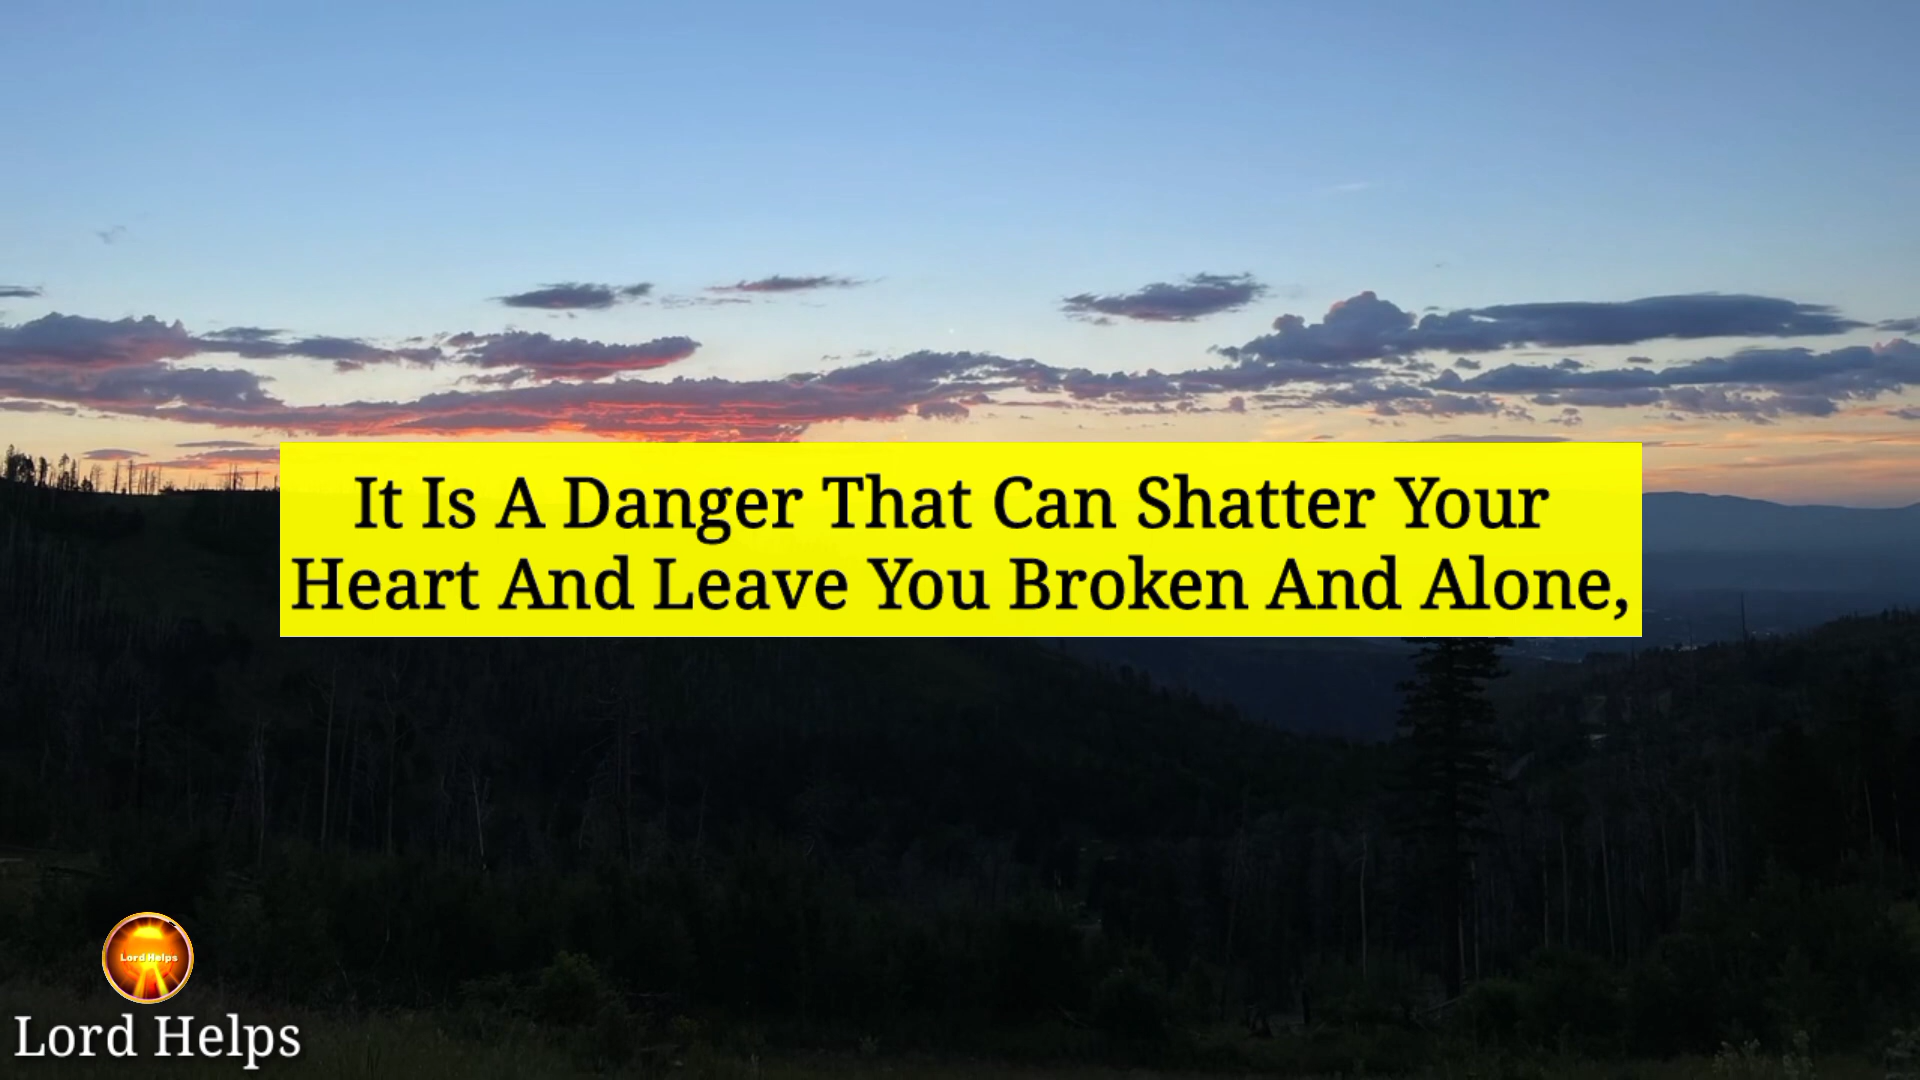 It Is A Danger That Can Shatter Your
Heart And Leave You Broken And Alone,
Lord Helps
Lord Helps